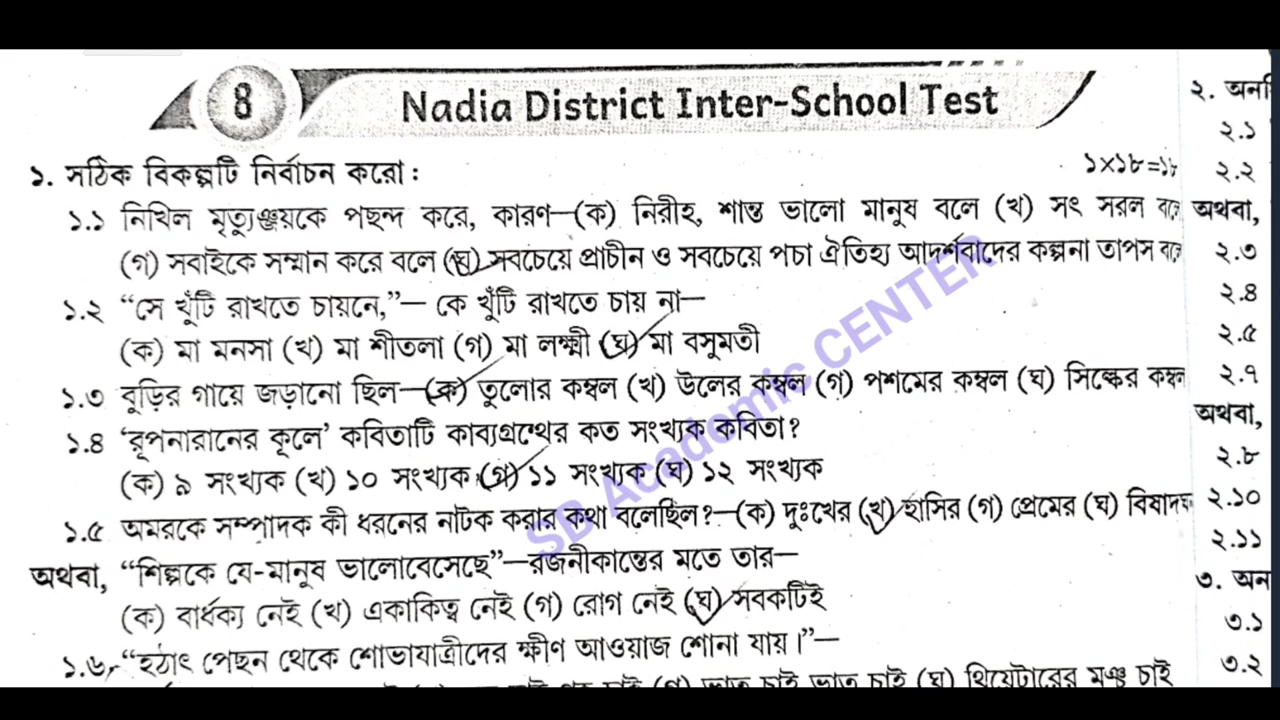 8
Nadia District Inter-School Test
১. সঠিক বিকল্পটি নির্বাচন করো : ১×১৮=১৮
১.১ নিখিল মৃত্যুঞ্জয়কে পছন্দ করে, কারণ—(ক) নিরীহ, শান্ত ভালো মানুষ বলে (খ) সৎ সরল বলে
(গ) সবাইকে সম্মান করে বলে (ঘ) সবচেয়ে প্রাচীন ও সবচেয়ে পচা ঐতিহ্য আদর্শবাদের কল্পনা তাপস বলে
১.২ “সে খুঁটি রাখতে চায়নে,”— কে খুঁটি রাখতে চায় না—
(ক) মা মনসা (খ) মা শীতলা (গ) মা লক্ষ্মী (ঘ) মা বসুমতী
১.৩ বুড়ির গায়ে জড়ানো ছিল—(ক) তুলোর কম্বল (খ) উলের কম্বল (গ) পশমের কম্বল (ঘ) সিল্কের কম্বল
১.৪ ‘রূপনারানের কূলে’ কবিতাটি কাব্যগ্রন্থের কত সংখ্যক কবিতা?
(ক) ৯ সংখ্যক (খ) ১০ সংখ্যক (গ) ১১ সংখ্যক (ঘ) ১২ সংখ্যক
১.৫ অমরকে সম্পাদক কী ধরনের নাটক করার কথা বলেছিল?—(ক) দুঃখের (খ) হাসির (গ) প্রেমের (ঘ)
অথবা, “শিল্পকে যে-মানুষ ভালোবেসেছে”—রজনীকান্তের মতে তার—
(ক) বার্ধক্য নেই (খ) একাকিত্ব নেই (গ) রোগ নেই (ঘ) সবকটিই
১.৬ “হঠাৎ পেছন থেকে শোভাযাত্রীদের ক্ষীণ আওয়াজ শোনা যায়।”—
(গ) ভাত চাই ভাত চাই (ঘ) থিয়েটারের মঞ্চ চাই
SB Academic CENTER
২.
২.১
২.২
অথবা,
২.৩
২.৪
২.৫
২.৭
অথবা,
২.৮
২.১০
২.১১
৩.
৩.১
৩.২